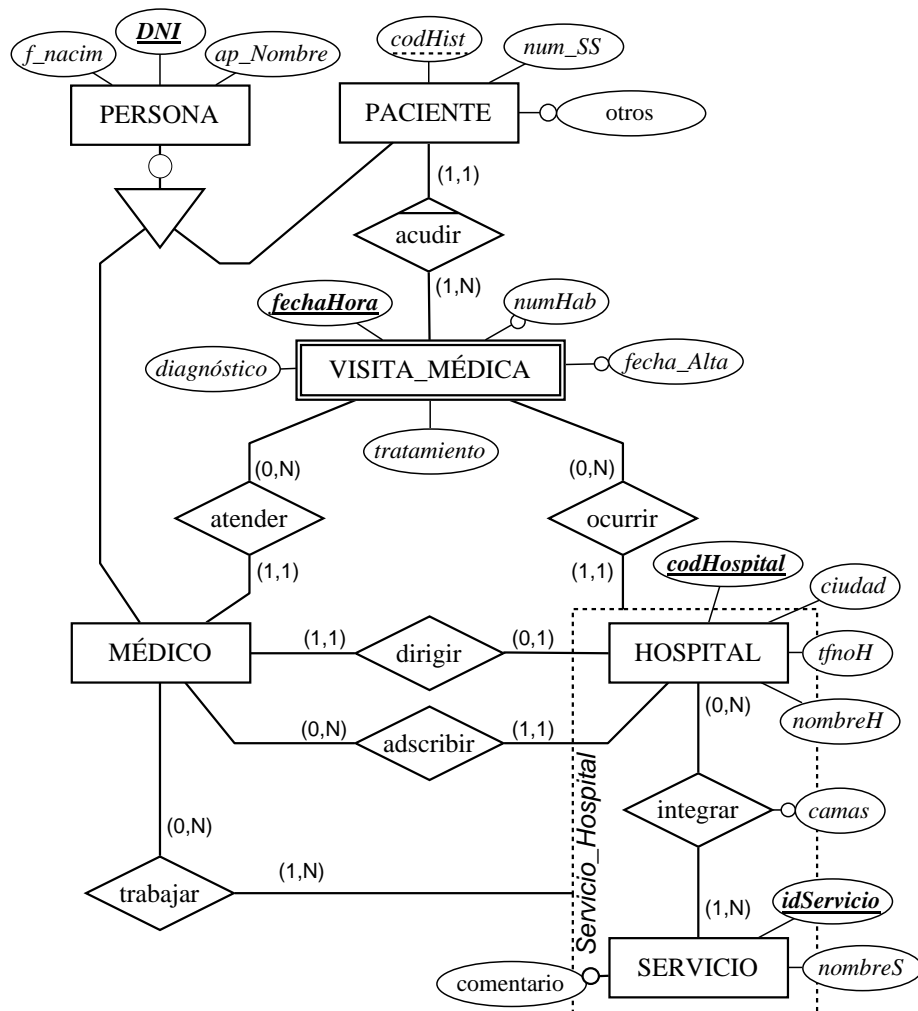 DNI
codHist
f_nacim
ap_Nombre
num_SS
PERSONA
PACIENTE
otros
(1,1)
acudir
(1,N)
fechaHora
numHab
diagnóstico
VISITA_MÉDICA
fecha_Alta
tratamiento
(0,N)
(0,N)
atender
ocurrir
(1,1)
(1,1)
codHospital
ciudad
MÉDICO
(1,1)
dirigir
(0,1)
HOSPITAL
tfnoH
(0,N)
nombreH
(0,N)
adscribir
(1,1)
Servicio_Hospital
integrar
camas
(0,N)
trabajar
(1,N)
(1,N)
idServicio
comentario
SERVICIO
nombreS